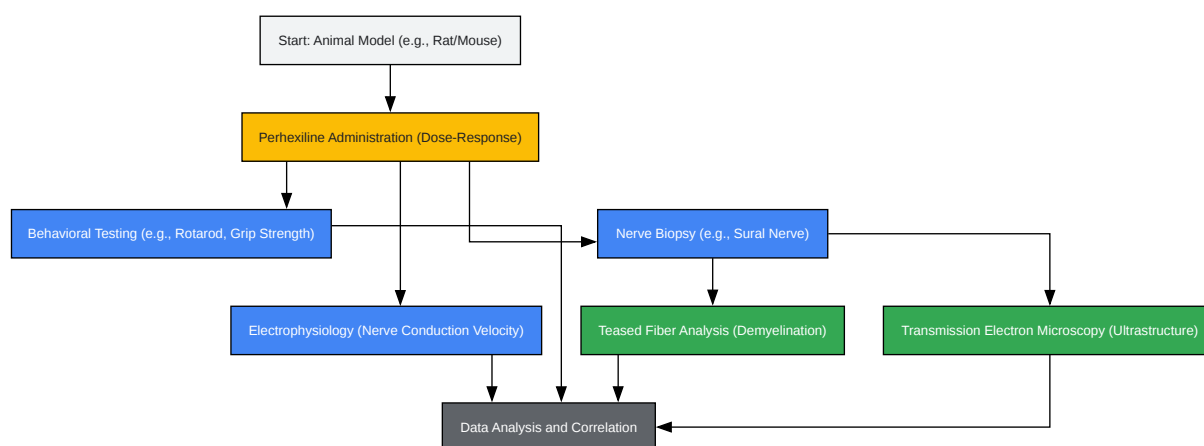 Start: Animal Model (e.g., Rat/Mouse)
Perhexiline Administration (Dose-Response)
Behavioral Testing (e.g., Rotarod, Grip Strength)
Nerve Biopsy (e.g., Sural Nerve)
Electrophysiology (Nerve Conduction Velocity)
Teased Fiber Analysis (Demyelination)
Transmission Electron Microscopy (Ultrastructure)
Data Analysis and Correlation